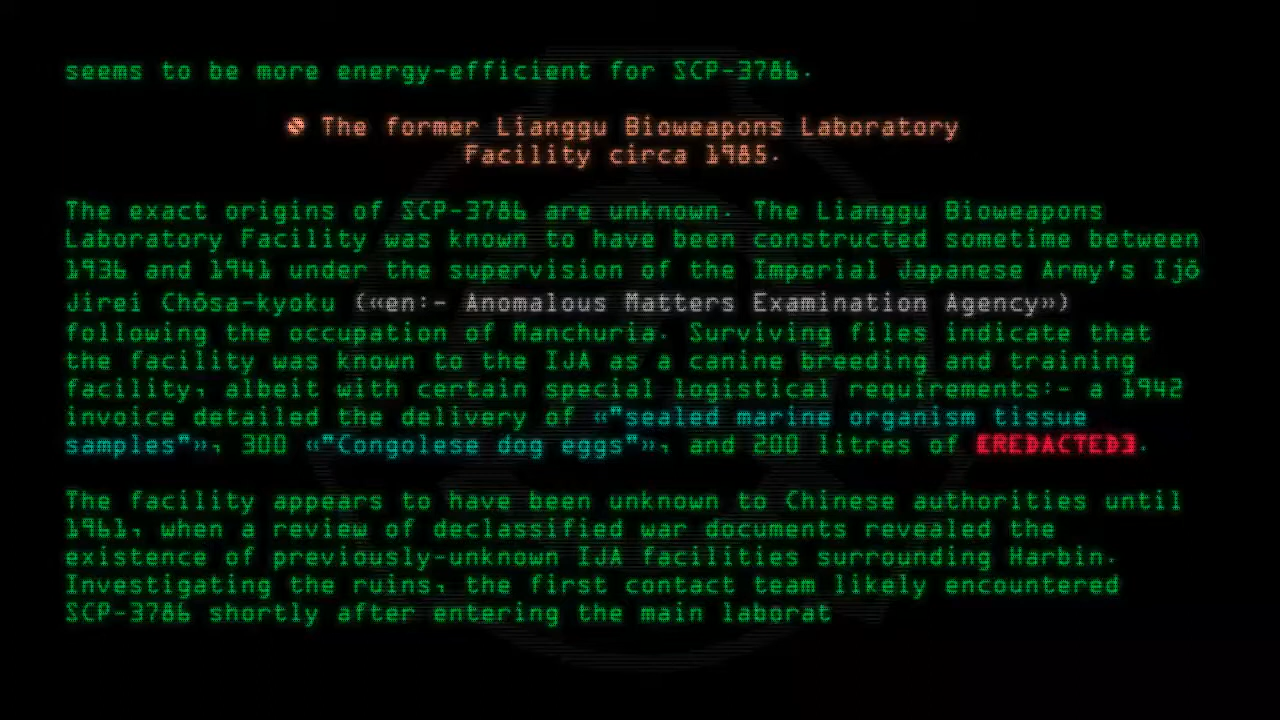 seems to be more energy-efficient for SCP-3786.
The former Lianggu Bioweapons Laboratory
Facility circa 1985.
The exact origins of SCP-3786 are unknown. The Lianggu Bioweapons
Laboratory Facility was known to have been constructed sometime between
1936 and 1941 under the supervision of the Imperial Japanese Army's Ijō
Jirei Chōsa-kyoku («en:- Anomalous Matters Examination Agency»)
following the occupation of Manchuria. Surviving files indicate that
the facility was known to the IJA as a canine breeding and training
facility, albeit with certain special logistical requirements:- a 1942
invoice detailed the delivery of «"sealed marine organism tissue
samples"», 300 «"Congolese dog eggs"», and 200 litres of [REDACTED].
The facility appears to have been unknown to Chinese authorities until
1961, when a review of declassified war documents revealed the
existence of previously-unknown IJA facilities surrounding Harbin.
Investigating the ruins, the first contact team likely encountered
SCP-3786 shortly after entering the main laborat